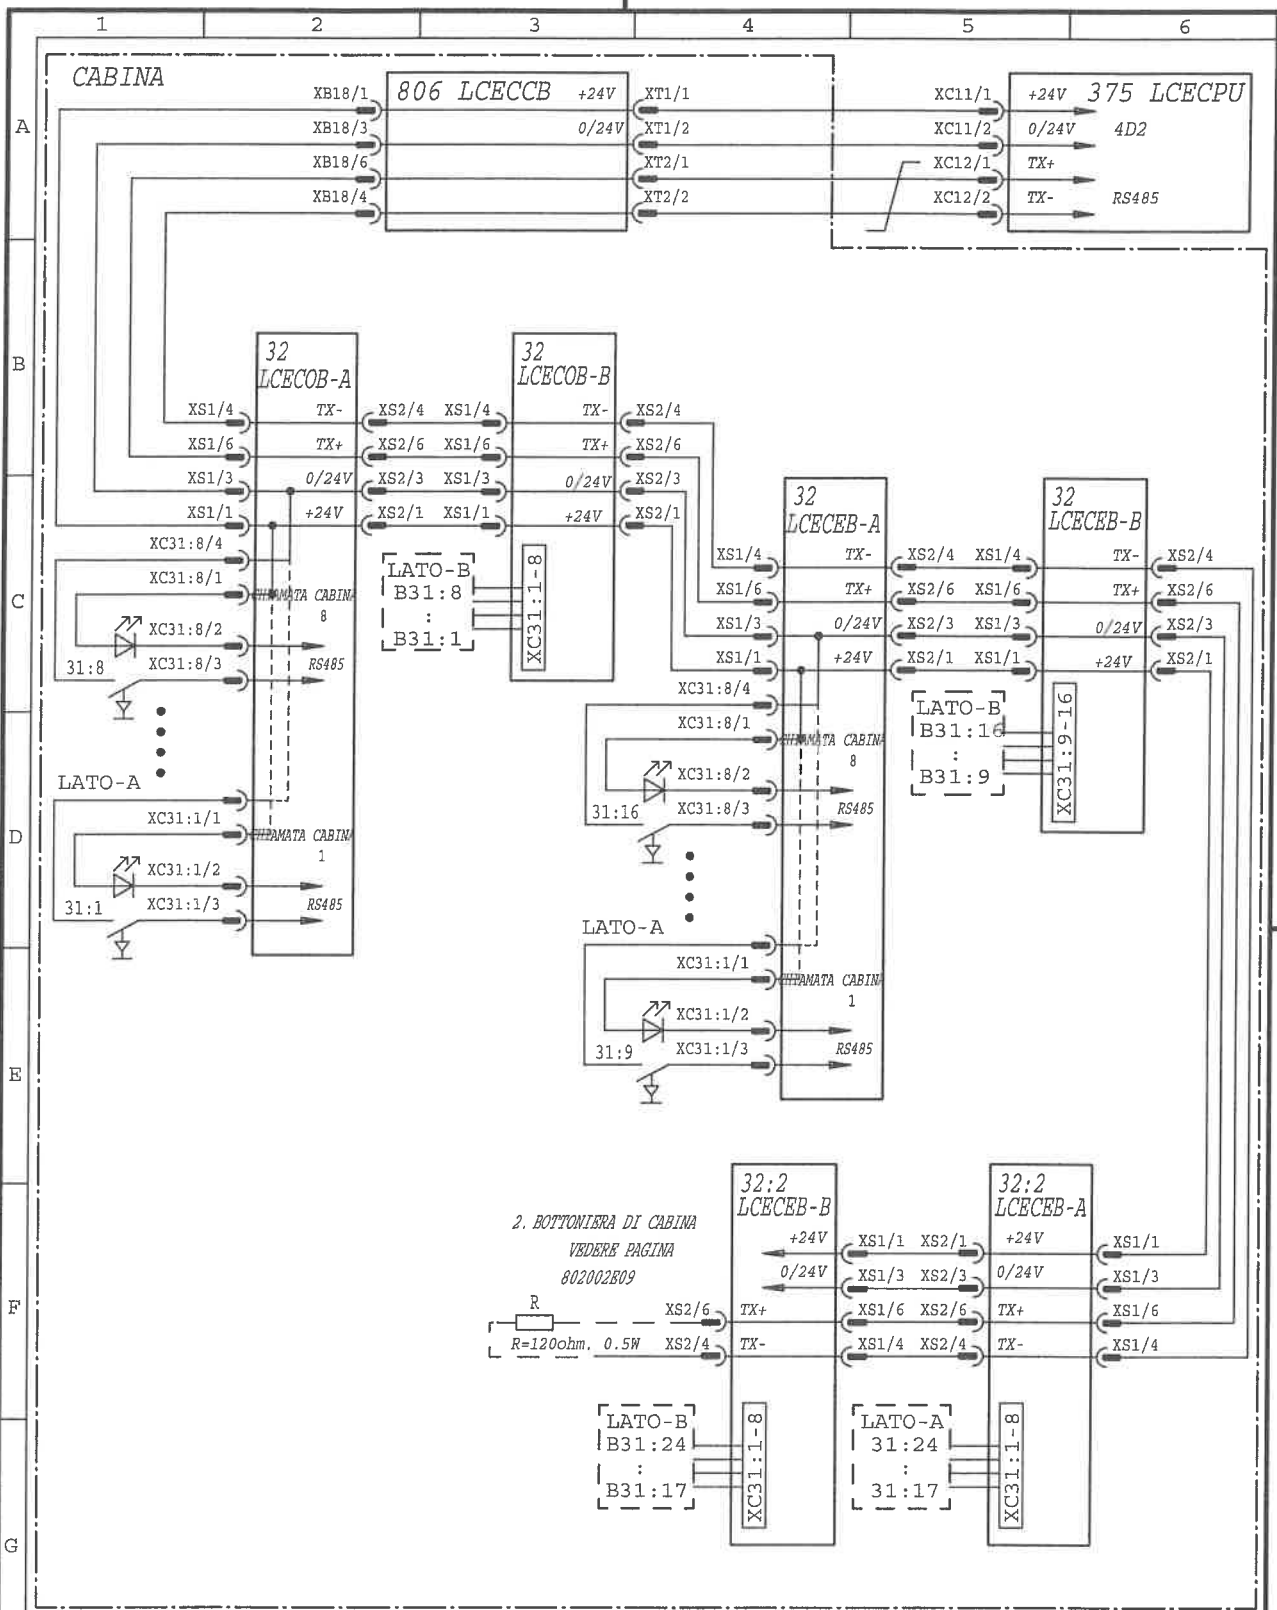 1 2 3 4 5 6
A
B
C
D
E
F
G
CABINA
806 LCECCB
375 LCECPU
XB18/1 +24V XT1/1 XC11/1 +24V
XB18/3 0/24V XT1/2 XC11/2 0/24V 4D2
XB18/6 XT2/1 XC12/1 TX+
XB18/4 XT2/2 XC12/2 TX- RS485
32
LCECOB-A
32
LCECOB-B
XS1/4 TX- XS2/4 XS1/4 TX- XS2/4
XS1/6 TX+ XS2/6 XS1/6 TX+ XS2/6
XS1/3 0/24V XS2/3 XS1/3 0/24V XS2/3
XS1/1 +24V XS2/1 XS1/1 +24V XS2/1
XC31:8/4
XC31:8/1
CHIAMATA CABINA
8
XC31:8/2
31:8
XC31:8/3
RS485
LATO-A
XC31:1/1
CHIAMATA CABINA
1
XC31:1/2
31:1
XC31:1/3
RS485
LATO-B
B31:8
:
B31:1
XC31:1-8
32
LCECEB-A
32
LCECEB-B
XS1/4 TX- XS2/4 XS1/4 TX- XS2/4
XS1/6 TX+ XS2/6 XS1/6 TX+ XS2/6
XS1/3 0/24V XS2/3 XS1/3 0/24V XS2/3
XS1/1 +24V XS2/1 XS1/1 +24V XS2/1
XC31:8/4
XC31:8/1
CHIAMATA CABINA
8
XC31:8/2
31:16
XC31:8/3
RS485
LATO-A
XC31:1/1
CHIAMATA CABINA
1
XC31:1/2
31:9
XC31:1/3
RS485
LATO-B
B31:16
:
B31:9
XC31:9-16
2. BOTTONIERA DI CABINA
VEDERE PAGINA
802002E09
32:2
LCECEB-B
32:2
LCECEB-A
+24V XS1/1 XS2/1 +24V XS1/1
0/24V XS1/3 XS2/3 0/24V XS1/3
R
XS2/6 TX+ XS1/6 XS2/6 TX+ XS1/6
R=120ohm, 0.5W XS2/4 TX- XS1/4 XS2/4 TX- XS1/4
LATO-B
B31:24
:
B31:17
XC31:1-8
LATO-A
31:24
:
31:17
XC31:1-8